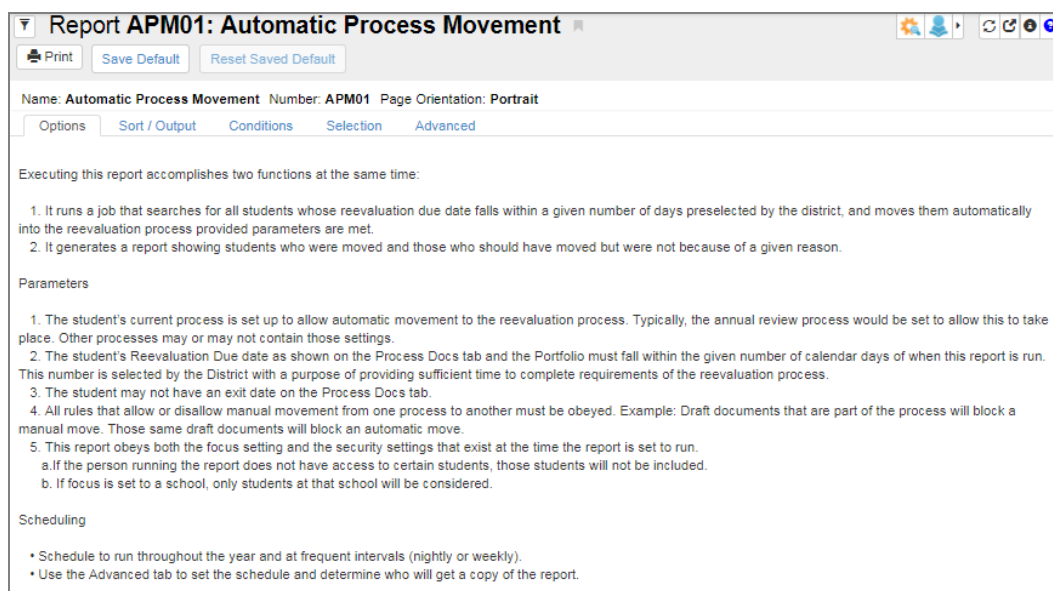 Report APM01: Automatic Process Movement
Print Save Default Reset Saved Default
Name: Automatic Process Movement Number: APM01 Page Orientation: Portrait
Options Sort / Output Conditions Selection Advanced
Executing this report accomplishes two functions at the same time:
1. It runs a job that searches for all students whose reevaluation due date falls within a given number of days preselected by the district, and moves them automatically
into the reevaluation process provided parameters are met.
2. It generates a report showing students who were moved and those who should have moved but were not because of a given reason.
Parameters
1. The student's current process is set up to allow automatic movement to the reevaluation process. Typically, the annual review process would be set to allow this to take
place. Other processes may or may not contain those settings.
2. The student's Reevaluation Due date as shown on the Process Docs tab and the Portfolio must fall within the given number of calendar days of when this report is run.
This number is selected by the District with a purpose of providing sufficient time to complete requirements of the reevaluation process.
3. The student may not have an exit date on the Process Docs tab.
4. All rules that allow or disallow manual movement from one process to another must be obeyed. Example: Draft documents that are part of the process will block a
manual move. Those same draft documents will block an automatic move.
5. This report obeys both the focus setting and the security settings that exist at the time the report is set to run.
a.If the person running the report does not have access to certain students, those students will not be included.
b. If focus is set to a school, only students at that school will be considered.
Scheduling
• Schedule to run throughout the year and at frequent intervals (nightly or weekly).
• Use the Advanced tab to set the schedule and determine who will get a copy of the report.